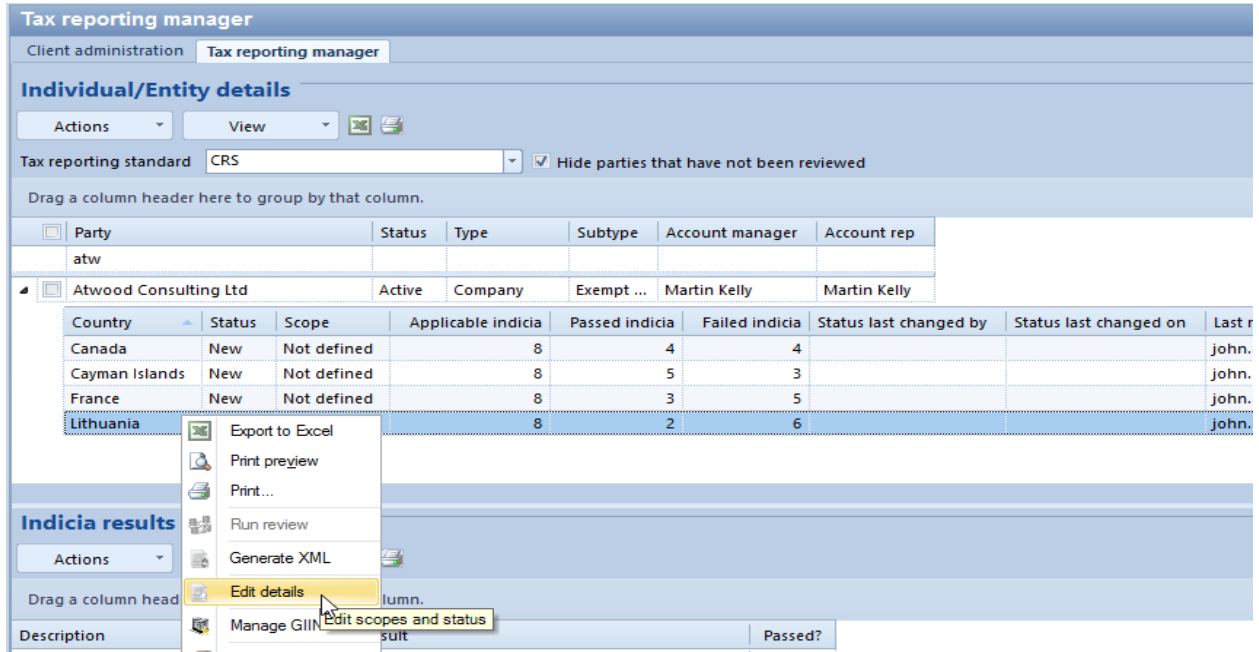 Tax reporting manager
Client administration Tax reporting manager
Individual/Entity details
Actions View
Tax reporting standard CRS Hide parties that have not been reviewed
Drag a column header here to group by that column.
Party Status Type Subtype Account manager Account rep
atw
Atwood Consulting Ltd Active Company Exempt ... Martin Kelly Martin Kelly
Country Status Scope Applicable indicia Passed indicia Failed indicia Status last changed by Status last changed on Last r
Canada New Not defined 8 4 4 john.
Cayman Islands New Not defined 8 5 3 john.
France New Not defined 8 3 5 john.
Lithuania 8 2 6 john.
Export to Excel
Print preview
Print...
Indicia results
Run review
Actions
Generate XML
Edit details
Drag a column head lumn.
Edit scopes and status
Manage GIIN
Description sult Passed?